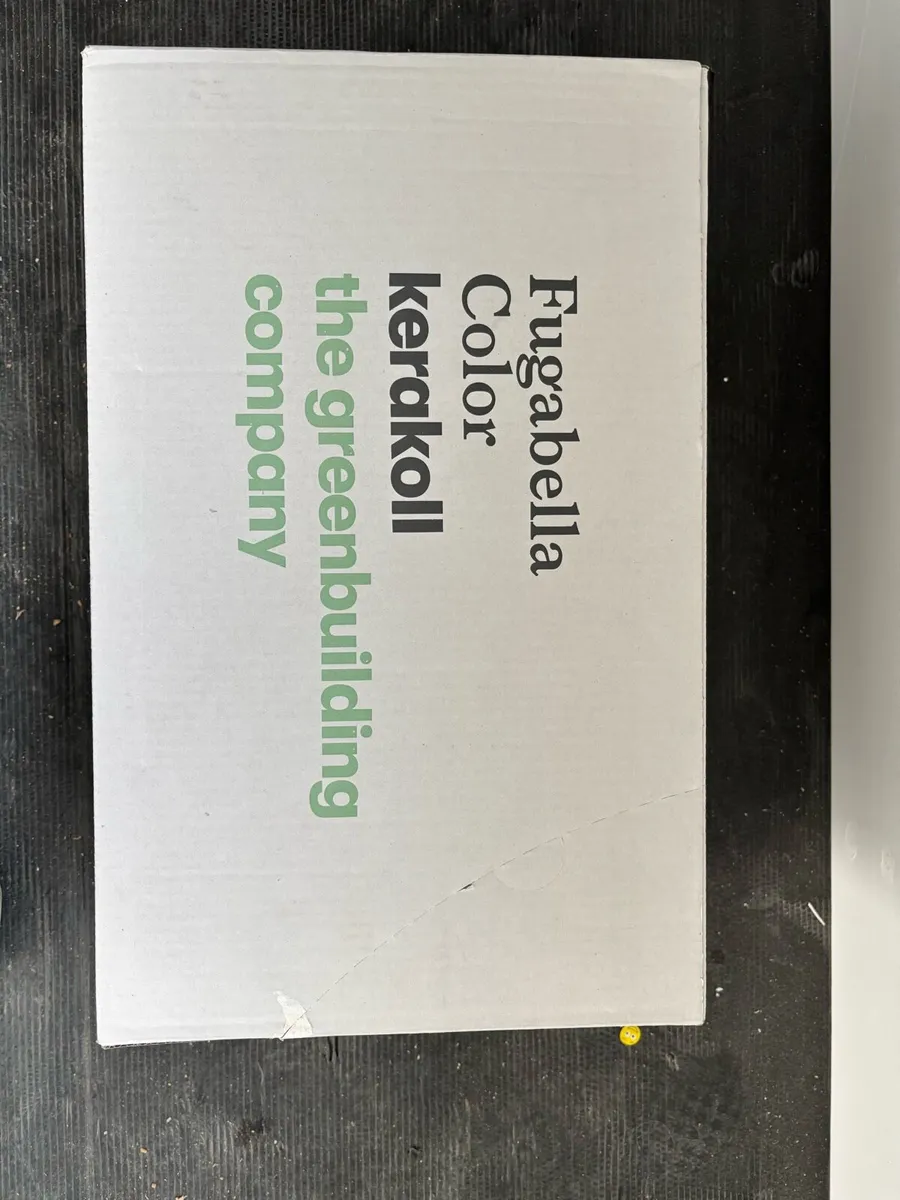 Fugabella
Color
kerakoll
the greenbuilding
company